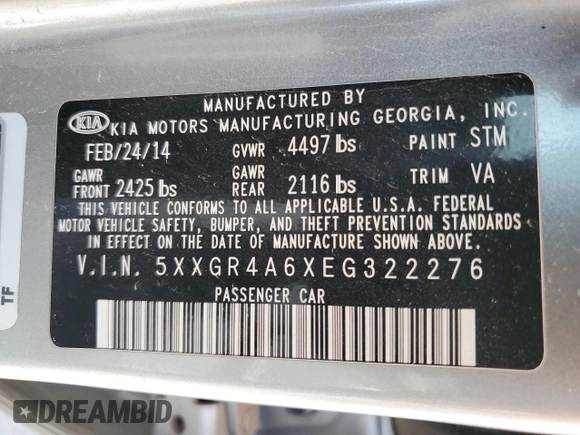 MANUFACTURED BY
KIA KIA MOTORS MANUFACTURING GEORGIA, INC.
FEB/24/14 GVWR 4497 lbs PAINT STM
GAWR FRONT 2425 lbs GAWR REAR 2116 lbs TRIM VA
THIS VEHICLE CONFORMS TO ALL APPLICABLE U.S.A. FEDERAL
MOTOR VEHICLE SAFETY, BUMPER, AND THEFT PREVENTION STANDARDS
IN EFFECT ON THE DATE OF MANUFACTURE SHOWN ABOVE.
V.I.N. 5XXGR4A6XEG322276
PASSENGER CAR
TF
DREAMBID